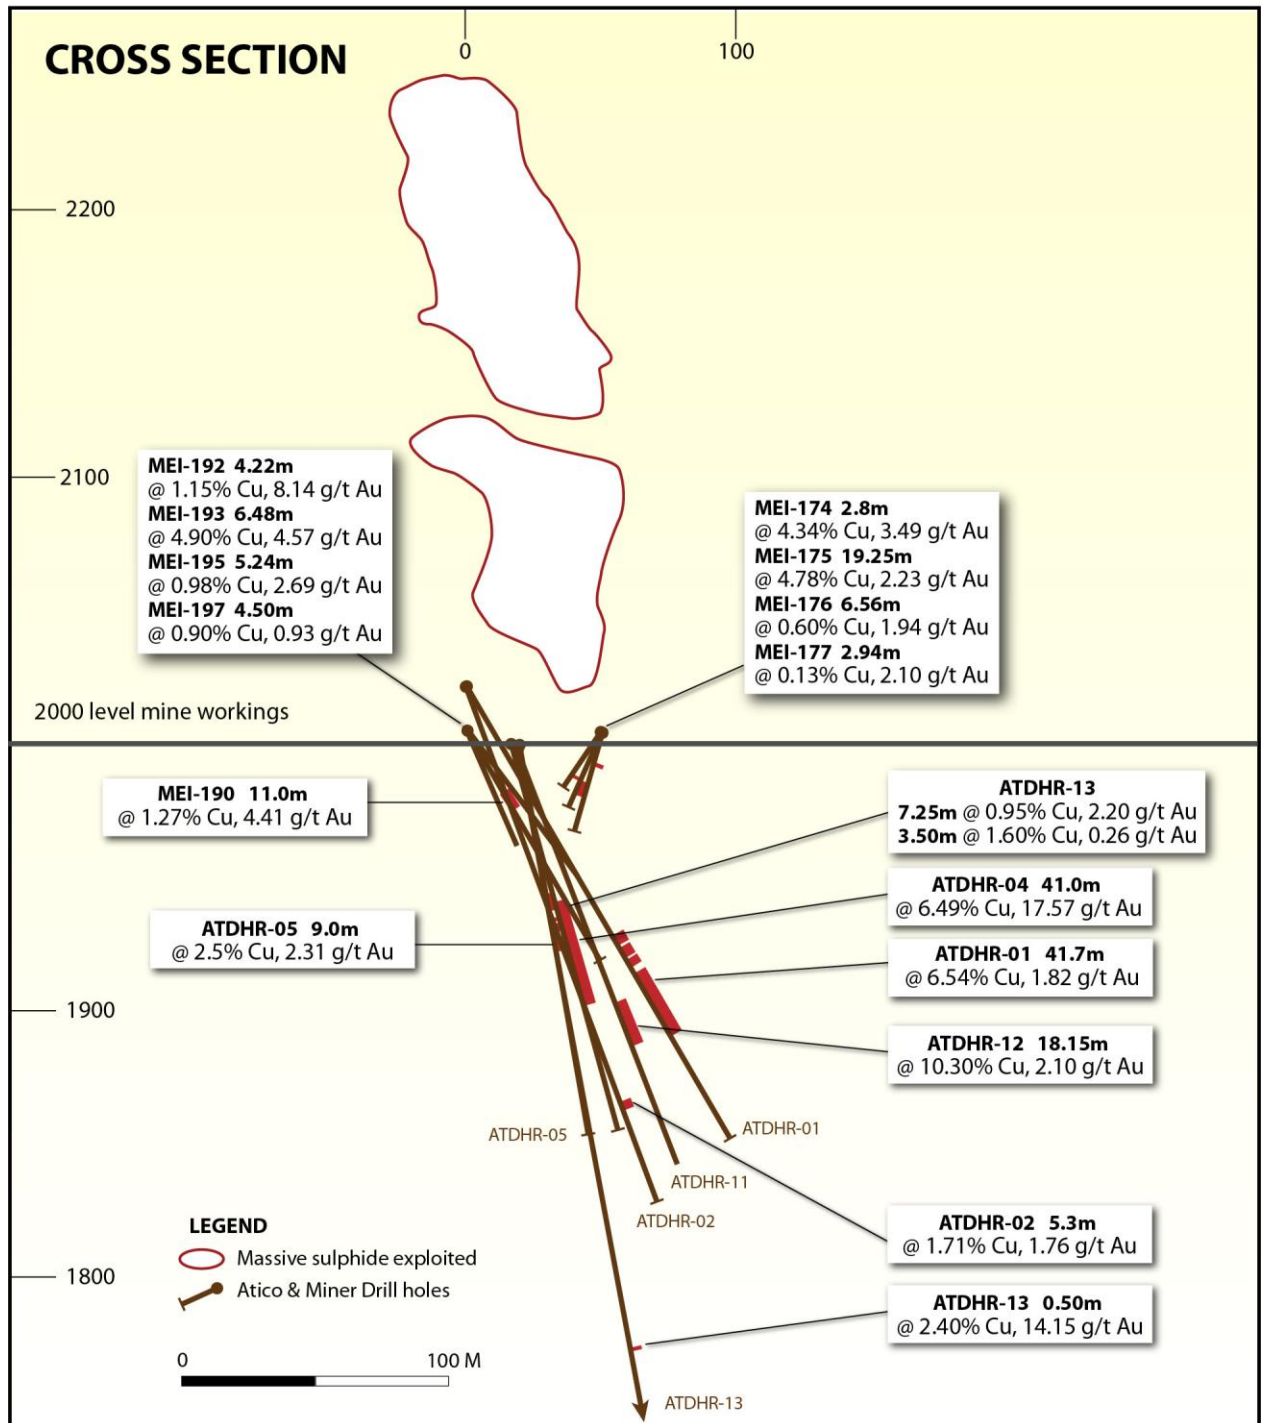 CROSS SECTION
0
100
2200
2100
MEI-192 4.22m
@ 1.15% Cu, 8.14 g/t Au
MEI-193 6.48m
@ 4.90% Cu, 4.57 g/t Au
MEI-195 5.24m
@ 0.98% Cu, 2.69 g/t Au
MEI-197 4.50m
@ 0.90% Cu, 0.93 g/t Au
MEI-174 2.8m
@ 4.34% Cu, 3.49 g/t Au
MEI-175 19.25m
@ 4.78% Cu, 2.23 g/t Au
MEI-176 6.56m
@ 0.60% Cu, 1.94 g/t Au
MEI-177 2.94m
@ 0.13% Cu, 2.10 g/t Au
2000 level mine workings
MEI-190 11.0m
@ 1.27% Cu, 4.41 g/t Au
ATDHR-13
7.25m @ 0.95% Cu, 2.20 g/t Au
3.50m @ 1.60% Cu, 0.26 g/t Au
ATDHR-04 41.0m
@ 6.49% Cu, 17.57 g/t Au
ATDHR-05 9.0m
@ 2.5% Cu, 2.31 g/t Au
ATDHR-01 41.7m
@ 6.54% Cu, 1.82 g/t Au
1900
ATDHR-12 18.15m
@ 10.30% Cu, 2.10 g/t Au
ATDHR-05
ATDHR-01
ATDHR-11
ATDHR-02
ATDHR-02 5.3m
@ 1.71% Cu, 1.76 g/t Au
LEGEND
Massive sulphide exploited
Atico & Miner Drill holes
1800
ATDHR-13 0.50m
@ 2.40% Cu, 14.15 g/t Au
0
100 M
ATDHR-13